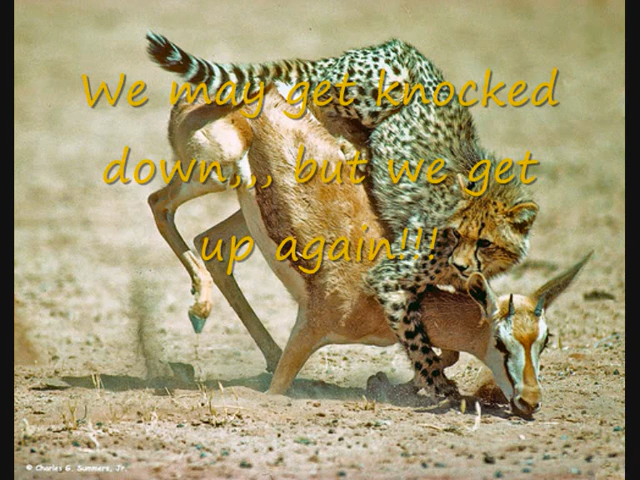 We may get knocked
down,,, but we get
up again!!!
© Charles G. Summers, Jr.